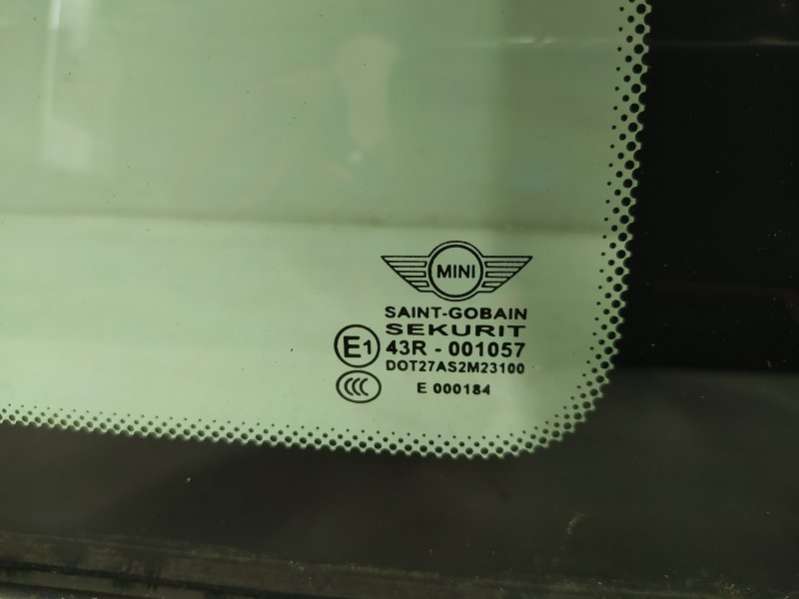 MINI
SAINT-GOBAIN
SEKURIT
E1 43R - 001057
DOT27AS2M23100
CCC E 000184